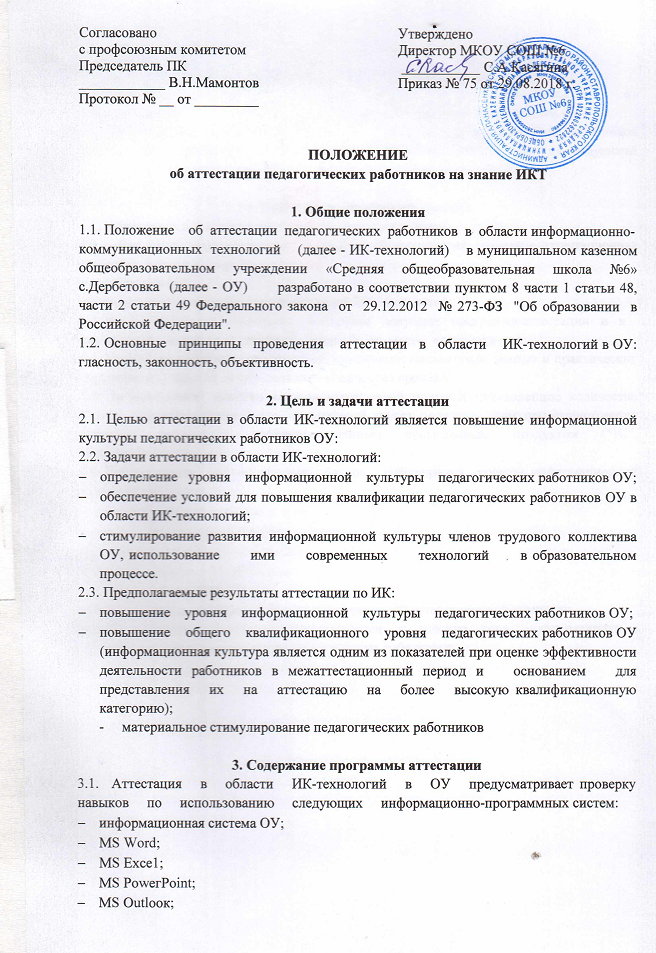 Согласовано
с профсоюзным комитетом
Председатель ПК
____________ В.Н.Мамонтов
Протокол № __ от _________
Утверждено
Директор МКОУ СОШ №6
С.А.Касягина
Приказ № 75 от 29.08.2018 г.
МКОУ
СОШ №6
ПОЛОЖЕНИЕ
об аттестации педагогических работников на знание ИКТ
1. Общие положения
1.1. Положение об аттестации педагогических работников в области информационно-
коммуникационных технологий (далее - ИК-технологий) в муниципальном казенном
общеобразовательном учреждении «Средняя общеобразовательная школа №6»
с.Дербетовка (далее - ОУ) разработано в соответствии пунктом 8 части 1 статьи 48,
части 2 статьи 49 Федерального закона от 29.12.2012 № 273-ФЗ "Об образовании в
Российской Федерации".
1.2. Основные принципы проведения аттестации в области ИК-технологий в ОУ:
гласность, законность, объективность.
2. Цель и задачи аттестации
2.1. Целью аттестации в области ИК-технологий является повышение информационной
культуры педагогических работников ОУ:
2.2. Задачи аттестации в области ИК-технологий:
– определение уровня информационной культуры педагогических работников ОУ;
– обеспечение условий для повышения квалификации педагогических работников ОУ в
области ИК-технологий;
– стимулирование развития информационной культуры членов трудового коллектива
ОУ, использование ими современных технологий в образовательном
процессе.
2.3. Предполагаемые результаты аттестации по ИК:
– повышение уровня информационной культуры педагогических работников ОУ;
– повышение общего квалификационного уровня педагогических работников ОУ
(информационная культура является одним из показателей при оценке эффективности
деятельности работников в межаттестационный период и основанием для
представления их на аттестацию на более высокую квалификационную
категорию);
- материальное стимулирование педагогических работников
3. Содержание программы аттестации
3.1. Аттестация в области ИК-технологий в ОУ предусматривает проверку
навыков по использованию следующих информационно-программных систем:
– информационная система ОУ;
– MS Word;
– MS Exce1;
– MS PowerPoint;
– MS Outlooк;